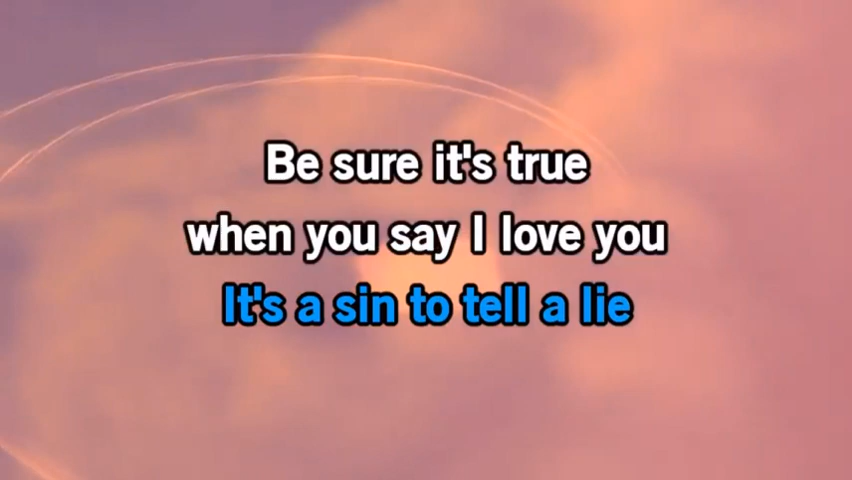 Be sure it's true
when you say I love you
It's a sin to tell a lie